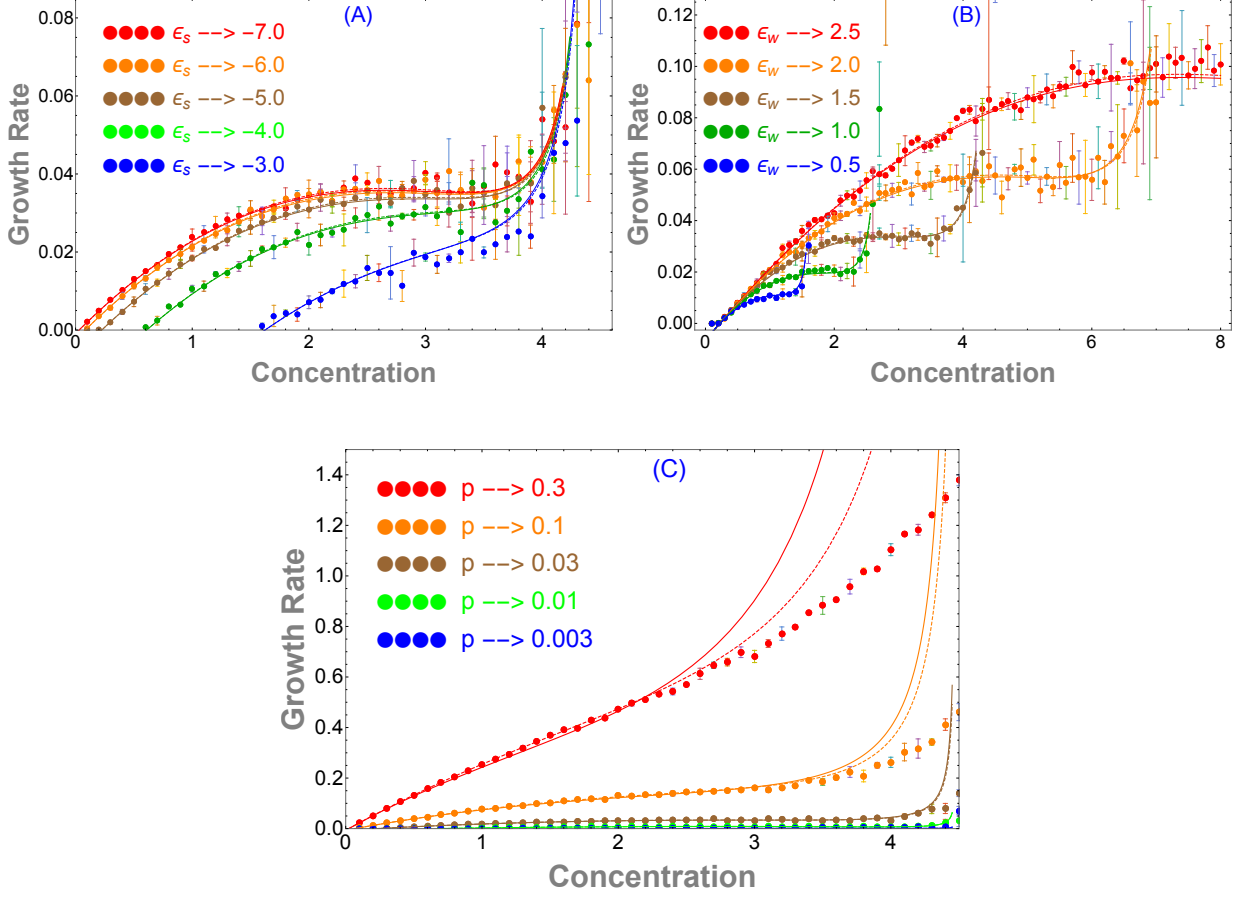 (A)
ϵs −−> −7.0
ϵs −−> −6.0
ϵs −−> −5.0
ϵs −−> −4.0
ϵs −−> −3.0
0.08
0.06
0.04
0.02
0.00
Growth Rate
0 1 2 3 4
Concentration
(B)
ϵw −−> 2.5
ϵw −−> 2.0
ϵw −−> 1.5
ϵw −−> 1.0
ϵw −−> 0.5
0.12
0.10
0.08
0.06
0.04
0.02
0.00
Growth Rate
0 2 4 6 8
Concentration
(C)
p −−> 0.3
p −−> 0.1
p −−> 0.03
p −−> 0.01
p −−> 0.003
1.4
1.2
1.0
0.8
0.6
0.4
0.2
0.0
Growth Rate
0 1 2 3 4
Concentration